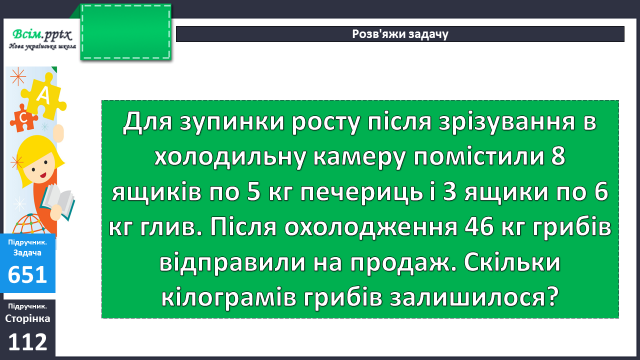 Всім.pptx
Нова українська школа
Розв'яжи задачу
А
С
Для зупинки росту після зрізування в
холодильну камеру помістили 8
ящиків по 5 кг печериць і 3 ящики по 6
кг глив. Після охолодження 46 кг грибів
відправили на продаж. Скільки
кілограмів грибів залишилося?
Підручник.
Задача
651
Підручник.
Сторінка
112